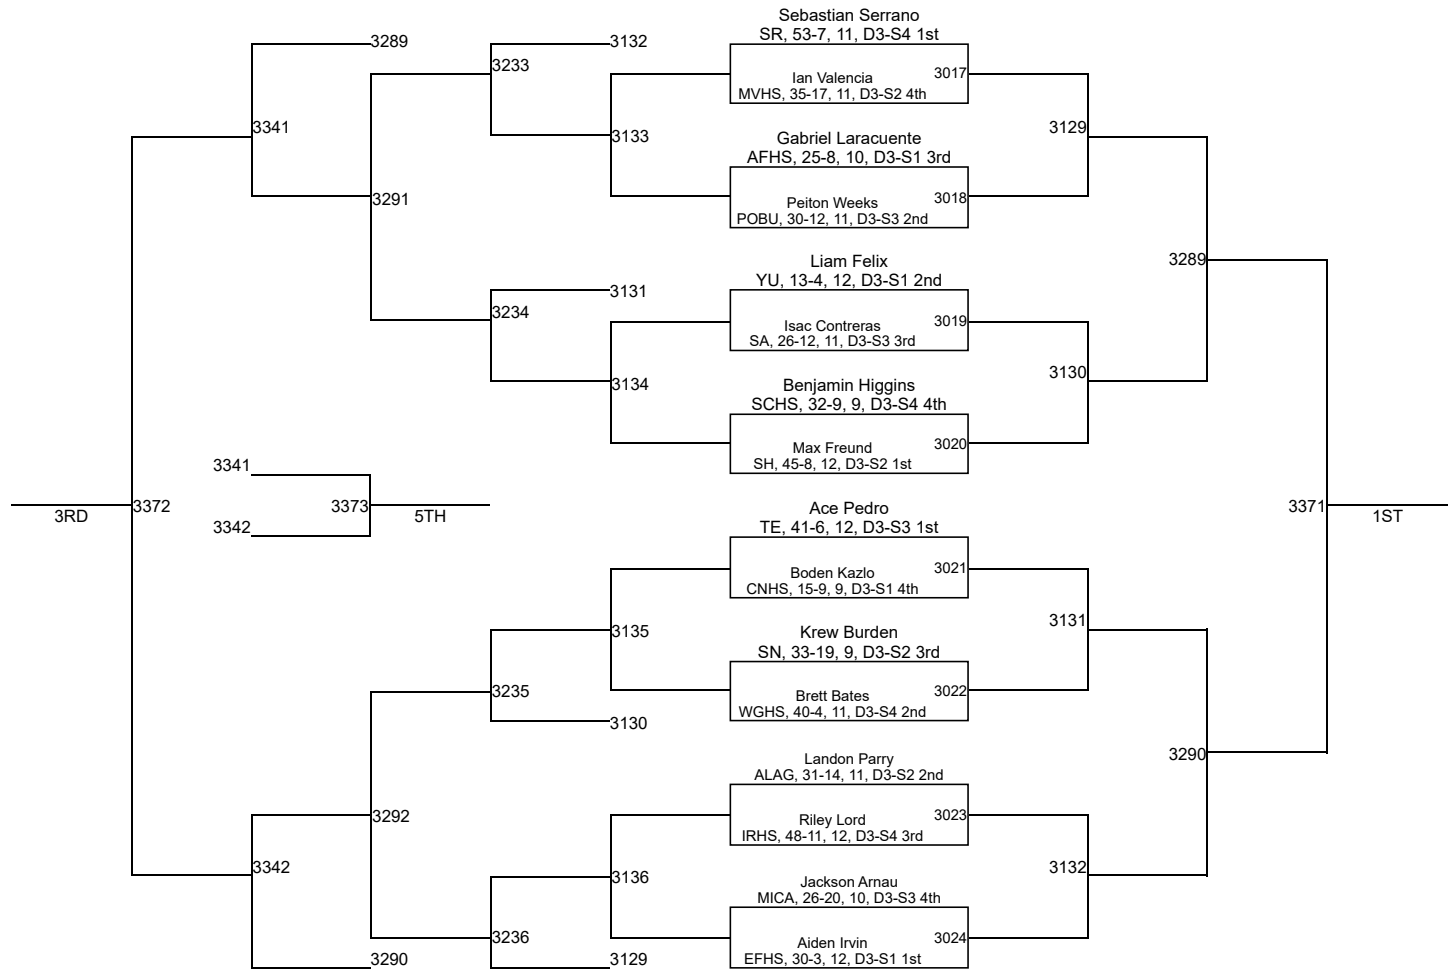 Sebastian Serrano
SR, 53-7, 11, D3-S4 1st
3289
3132
3233
Ian Valencia
3017
MVHS, 35-17, 11, D3-S2 4th
3341
3133
Gabriel Laracuente
3129
AFHS, 25-8, 10, D3-S1 3rd
3291
Peiton Weeks
3018
POBU, 30-12, 11, D3-S3 2nd
Liam Felix
3289
YU, 13-4, 12, D3-S1 2nd
3131
3234
Isac Contreras
3019
SA, 26-12, 11, D3-S3 3rd
3134
Benjamin Higgins
3130
SCHS, 32-9, 9, D3-S4 4th
Max Freund
3020
SH, 45-8, 12, D3-S2 1st
3341
3RD
3372
3342
3373
5TH
Ace Pedro
3371
1ST
TE, 41-6, 12, D3-S3 1st
Boden Kazlo
3021
CNHS, 15-9, 9, D3-S1 4th
3135
Krew Burden
3131
SN, 33-19, 9, D3-S2 3rd
3235
Brett Bates
3022
WGHS, 40-4, 11, D3-S4 2nd
3130
Landon Parry
3290
ALAG, 31-14, 11, D3-S2 2nd
3292
Riley Lord
3023
IRHS, 48-11, 12, D3-S4 3rd
3342
3136
Jackson Arnau
3132
MICA, 26-20, 10, D3-S3 4th
3236
Aiden Irvin
3024
EFHS, 30-3, 12, D3-S1 1st
3290
3129